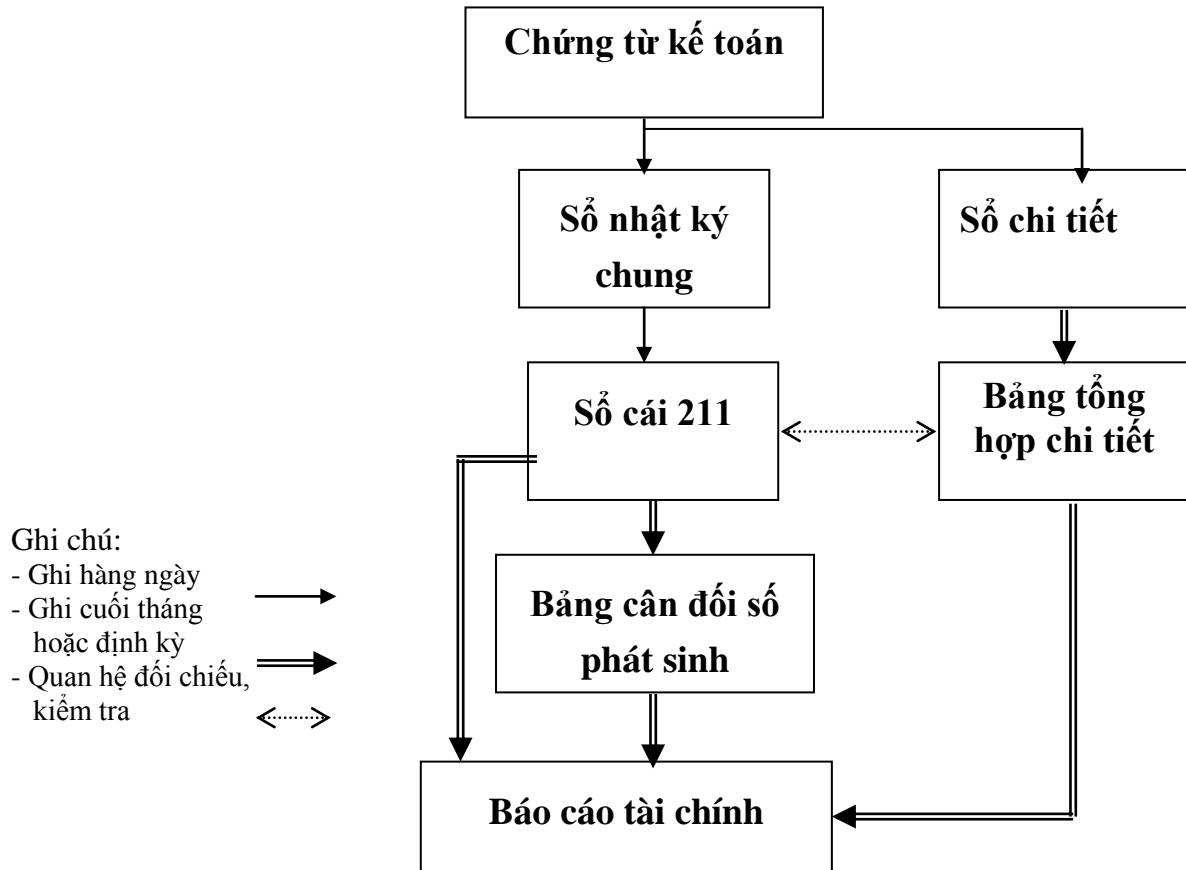 Chứng từ kế toán
Sổ nhật ký
chung
Sổ chi tiết
Sổ cái 211
Bảng tổng
hợp chi tiết
Ghi chú:
- Ghi hàng ngày
- Ghi cuối tháng
hoặc định kỳ
- Quan hệ đối chiếu,
kiểm tra
Bảng cân đối số
phát sinh
Báo cáo tài chính